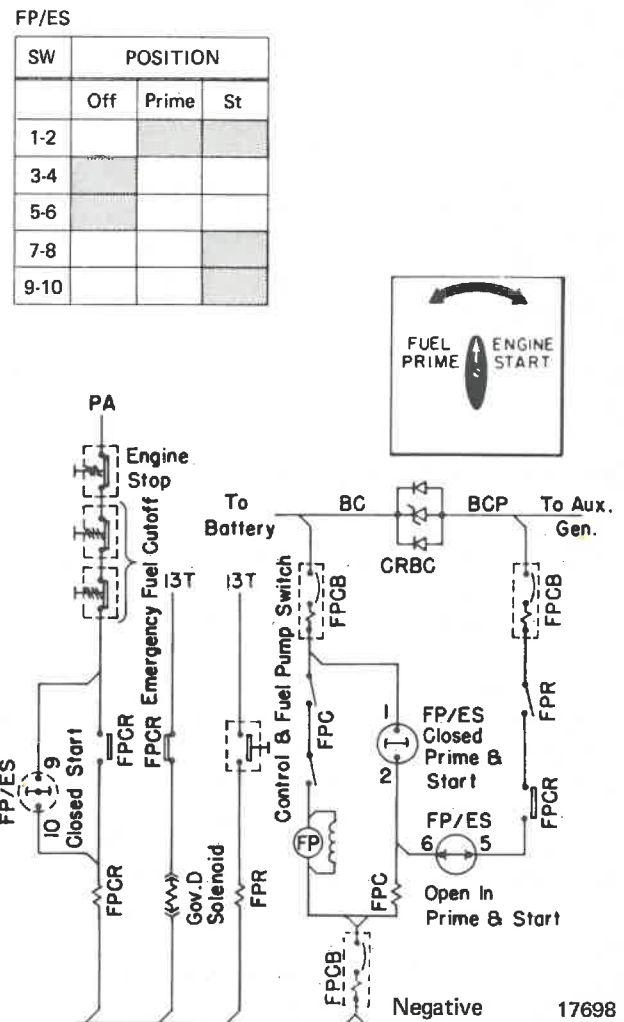 FP/ES
SW POSITION
Off Prime St
1-2
3-4
5-6
7-8
9-10
FUEL
PRIME
ENGINE
START
S
PA
Engine
Stop
Emergency Fuel Cutoff
To
Battery
BC
BCP
To Aux.
Gen.
CRBC
13T
13T
Control & Fuel Pump Switch
FPCB
FPCB
FPR
FPC
1
FP/ES
Closed
Prime &
Start
2
FP/ES
9
10
Closed Start
FPCR
FPCR
FPCR
FP
FP/ES
6 5
Open In
Prime & Start
FPCR
Gov. D
Solenoid
FPR
FPC
FPCB
Negative
17698